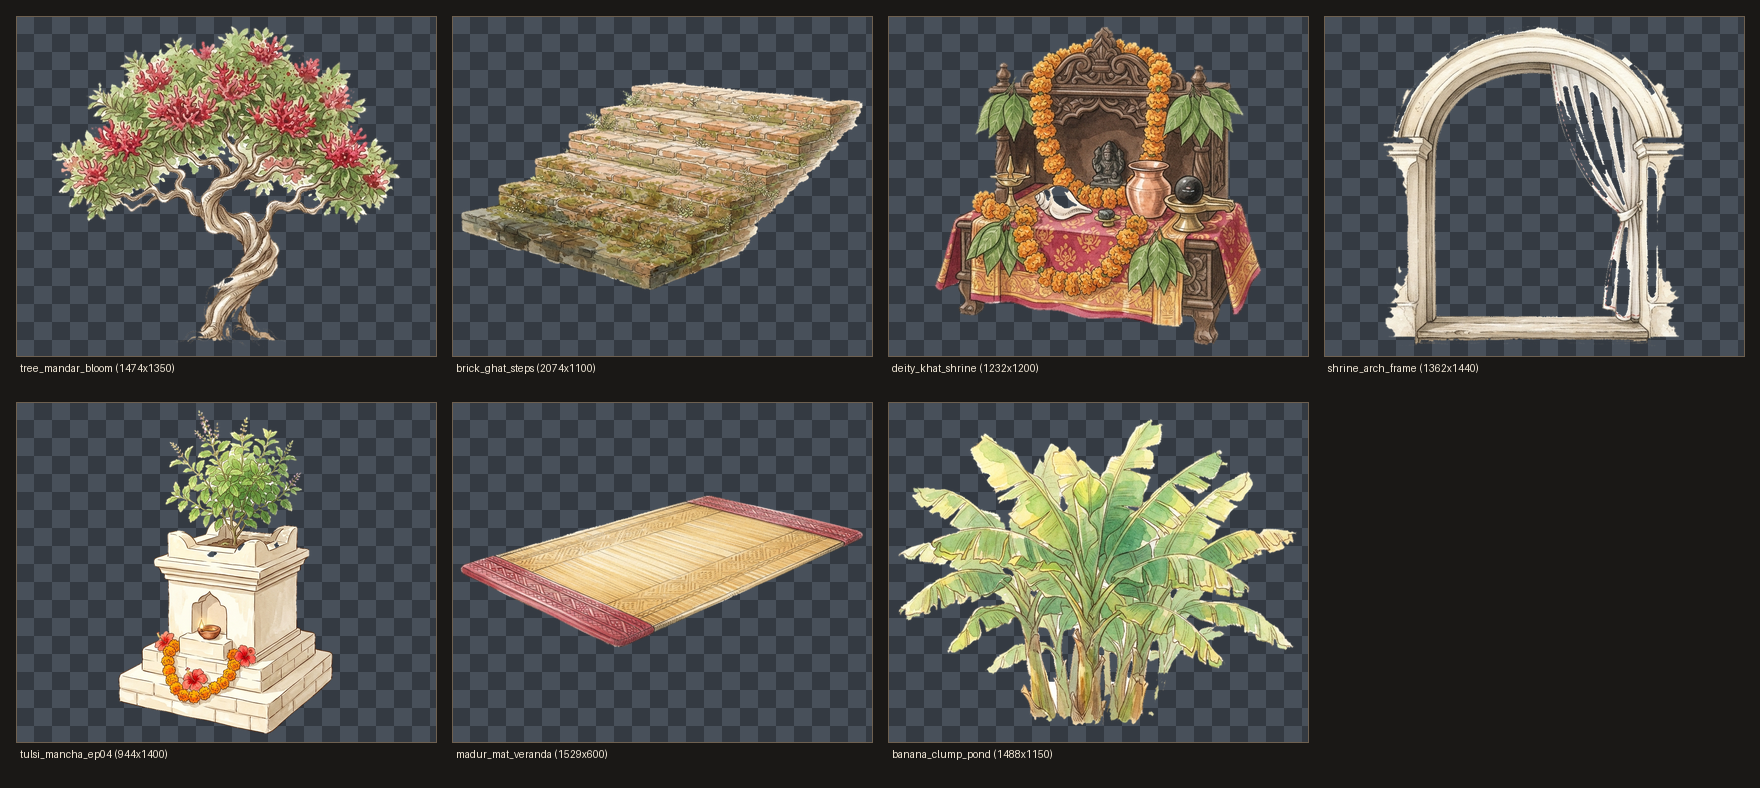 tree_mandar_bloom (1474x1350)
brick_ghat_steps (2074x1100)
deity_khat_shrine (1232x1200)
shrine_arch_frame (1362x1440)
tulsi_mancha_ep04 (944x1400)
madur_mat_veranda (1529x600)
banana_clump_pond (1488x1150)